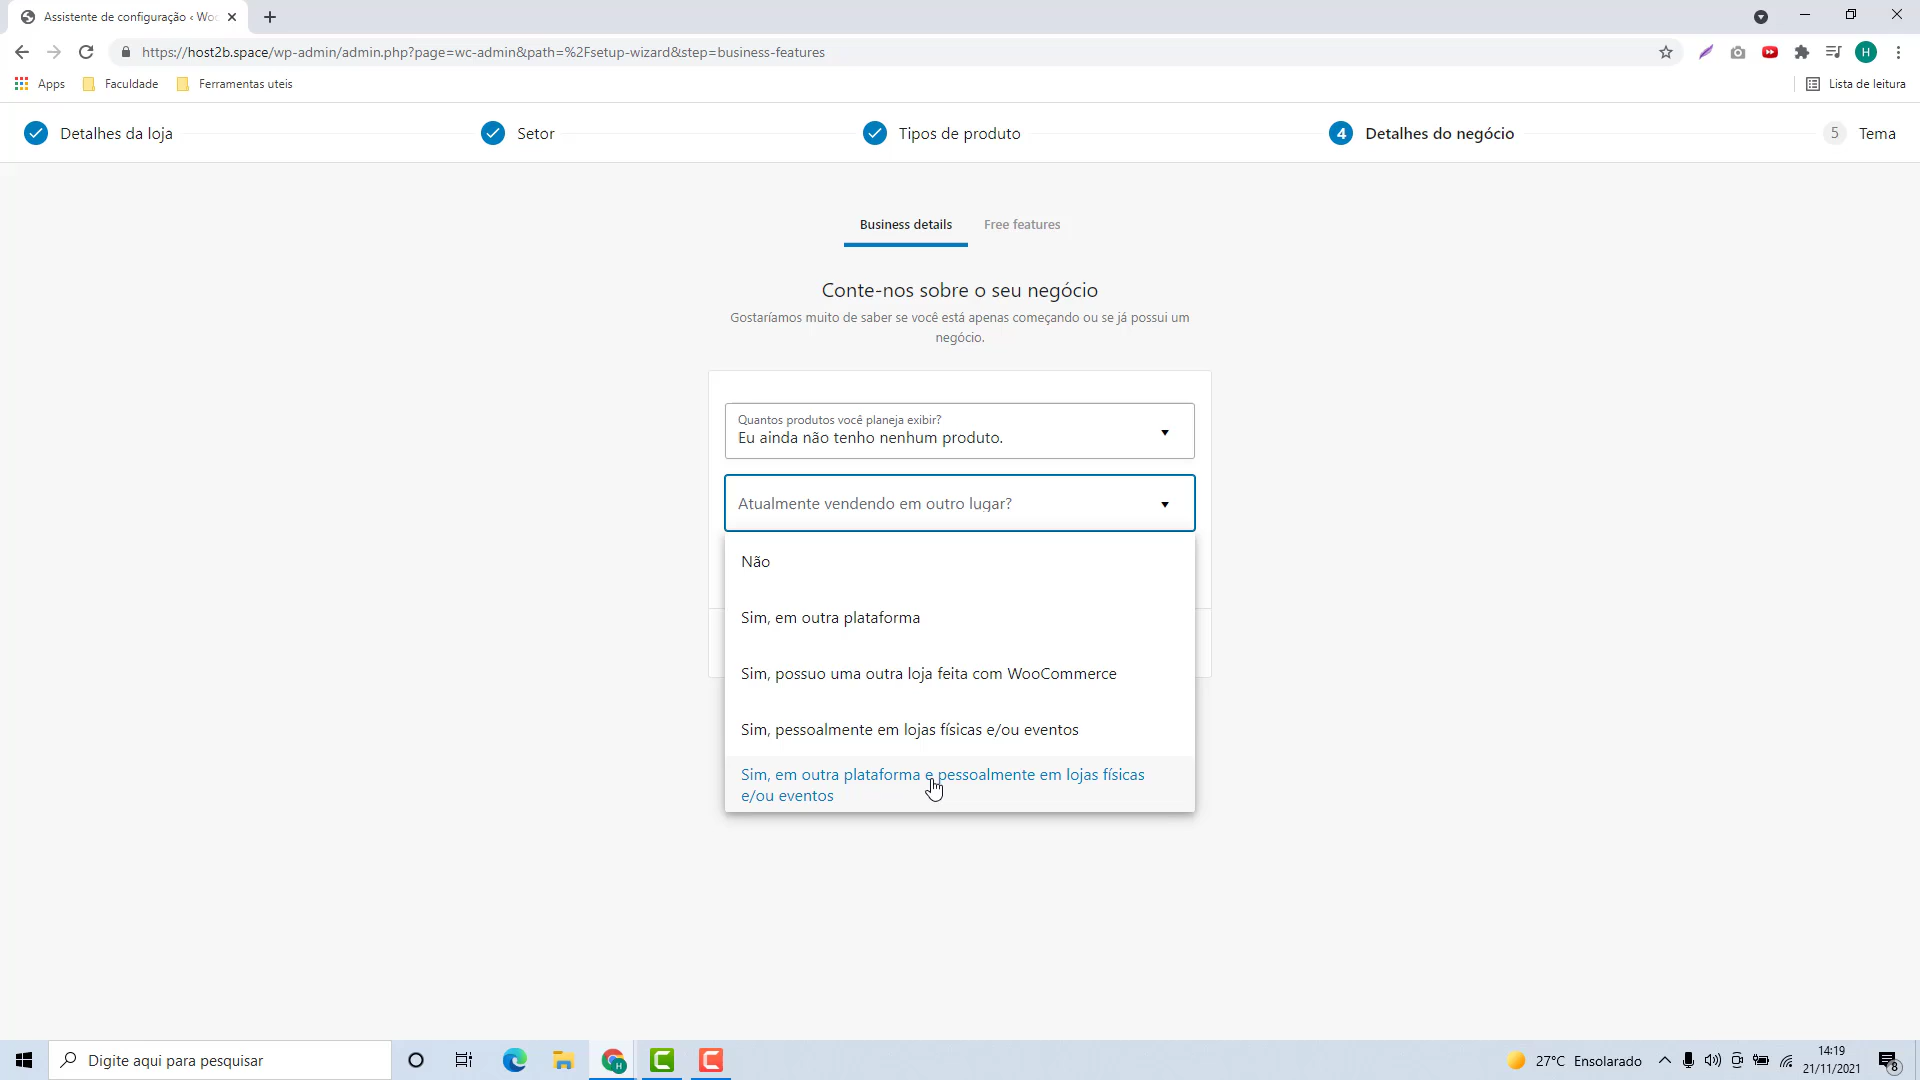 Assistente de configuração ‹ Woo
https://host2b.space/wp-admin/admin.php?page=wc-admin&path=%2Fsetup-wizard&step=business-features
H
Apps
Faculdade
Ferramentas uteis
Lista de leitura
Detalhes da loja
Setor
Tipos de produto
4
Detalhes do negócio
5
Tema
Business details
Free features
Conte-nos sobre o seu negócio
Gostaríamos muito de saber se você está apenas começando ou se já possui um
negócio.
Quantos produtos você planeja exibir?
Eu ainda não tenho nenhum produto.
Atualmente vendendo em outro lugar?
Não
Sim, em outra plataforma
Sim, possuo uma outra loja feita com WooCommerce
Sim, pessoalmente em lojas físicas e/ou eventos
Sim, em outra plataforma e pessoalmente em lojas físicas
e/ou eventos
Digite aqui para pesquisar
H
27°C Ensolarado
14:19
21/11/2021
8